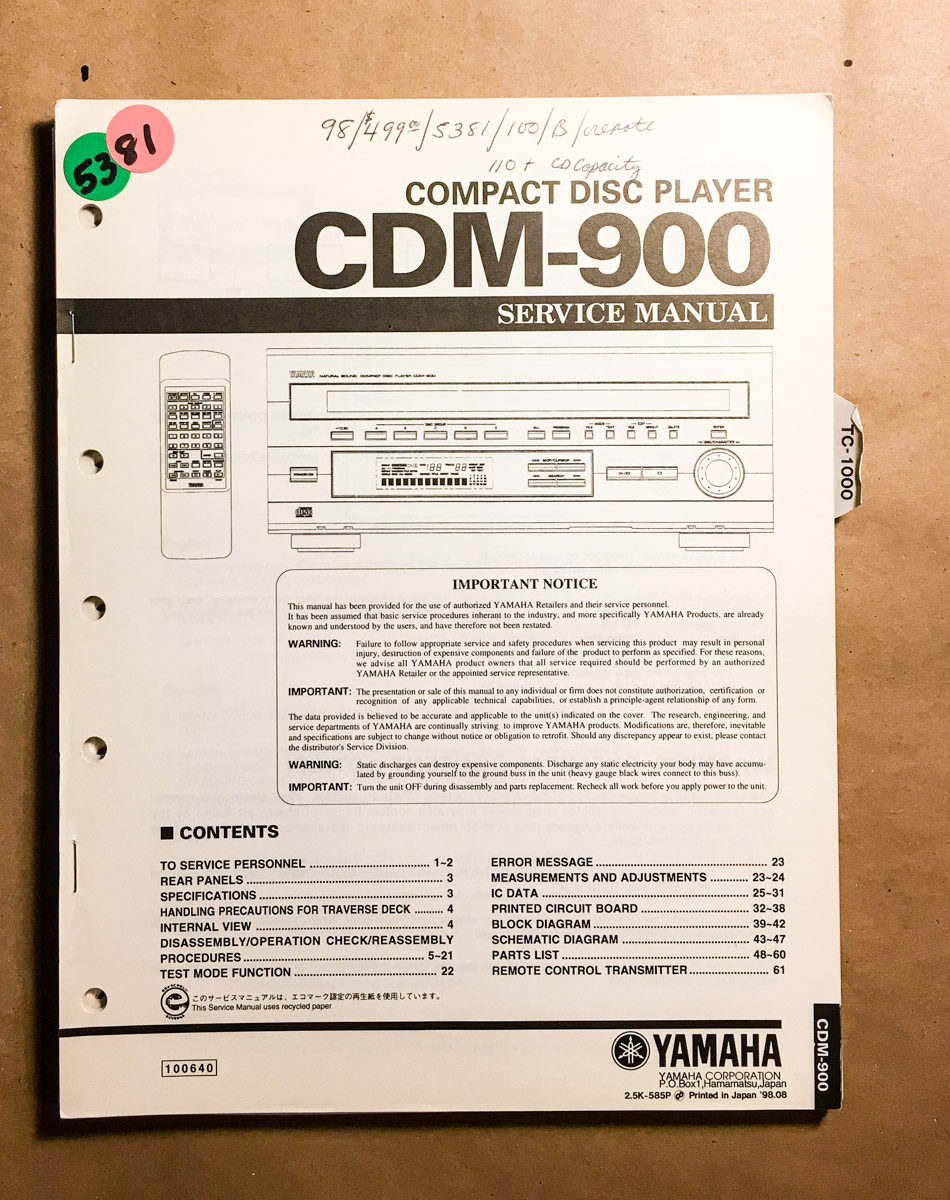 5381
98/$499.00/5381/100/B/remote
110+ CD Capacity
COMPACT DISC PLAYER
CDM-900
SERVICE MANUAL
YAMAHA NATURAL SOUND COMPACT DISC PLAYER CDM-900
DISC GROUP
TC-1000
IMPORTANT NOTICE
This manual has been provided for the use of authorized YAMAHA Retailers and their service personnel.
It has been assumed that basic service procedures inherant to the industry, and more specifically YAMAHA Products, are already
known and understood by the users, and have therefore not been restated.
WARNING: Failure to follow appropriate service and safety procedures when servicing this product may result in personal
injury, destruction of expensive components and failure of the product to perform as specified. For these reasons,
we advise all YAMAHA product owners that all service required should be performed by an authorized
YAMAHA Retailer or the appointed service representative.
IMPORTANT: The presentation or sale of this manual to any individual or firm does not constitute authorization, certification or
recognition of any applicable technical capabilities, or establish a principle-agent relationship of any form.
The data provided is believed to be accurate and applicable to the unit(s) indicated on the cover. The research, engineering, and
service departments of YAMAHA are continually striving to improve YAMAHA products. Modifications are, therefore, inevitable
and specifications are subject to change without notice or obligation to retrofit. Should any discrepancy appear to exist, please contact
the distributor's Service Division.
WARNING: Static discharges can destroy expensive components. Discharge any static electricity your body may have accumu-
lated by grounding yourself to the ground buss in the unit (heavy gauge black wires connect to this buss).
IMPORTANT: Turn the unit OFF during disassembly and parts replacement. Recheck all work before you apply power to the unit.
■ CONTENTS
TO SERVICE PERSONNEL ........ 1~2
REAR PANELS ........ 3
SPECIFICATIONS ........ 3
HANDLING PRECAUTIONS FOR TRAVERSE DECK ........ 4
INTERNAL VIEW ........ 4
DISASSEMBLY/OPERATION CHECK/REASSEMBLY
PROCEDURES ........ 5~21
TEST MODE FUNCTION ........ 22
ERROR MESSAGE ........ 23
MEASUREMENTS AND ADJUSTMENTS ........ 23~24
IC DATA ........ 25~31
PRINTED CIRCUIT BOARD ........ 32~38
BLOCK DIAGRAM ........ 39~42
SCHEMATIC DIAGRAM ........ 43~47
PARTS LIST ........ 48~60
REMOTE CONTROL TRANSMITTER ........ 61
このサービスマニュアルは、エコマーク認定の再生紙を使用しています。
This Service Manual uses recycled paper.
100640
YAMAHA
YAMAHA CORPORATION
P.O.Box1,Hamamatsu,Japan
2.5K-585P Printed in Japan '98.08
CDM-900